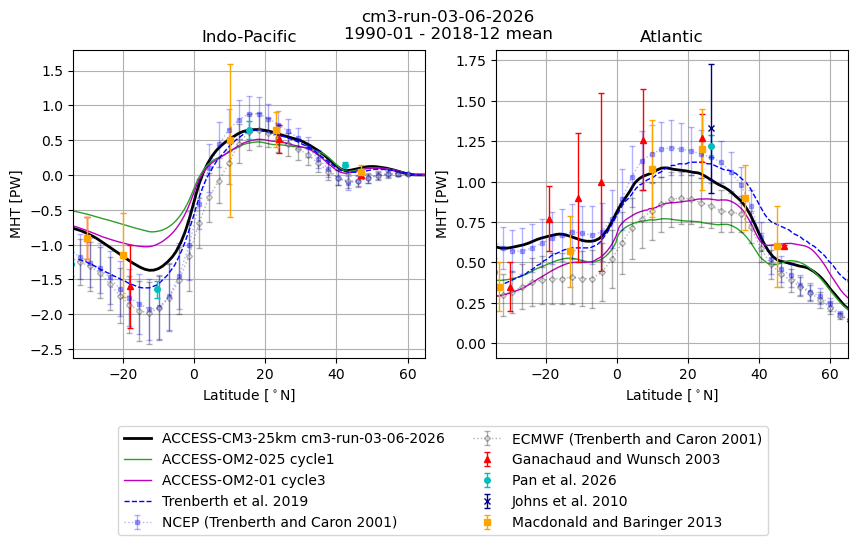 cm3-run-03-06-2026
1990-01 - 2018-12 mean
Indo-Pacific
Atlantic
1.5
1.0
0.5
0.0
−0.5
−1.0
−1.5
−2.0
−2.5
MHT [PW]
−20
0
20
40
60
Latitude [$^\circ$N]
1.75
1.50
1.25
1.00
0.75
0.50
0.25
0.00
MHT [PW]
−20
0
20
40
60
Latitude [$^\circ$N]
ACCESS-CM3-25km cm3-run-03-06-2026
ACCESS-OM2-025 cycle1
ACCESS-OM2-01 cycle3
Trenberth et al. 2019
NCEP (Trenberth and Caron 2001)
ECMWF (Trenberth and Caron 2001)
Ganachaud and Wunsch 2003
Pan et al. 2026
Johns et al. 2010
Macdonald and Baringer 2013